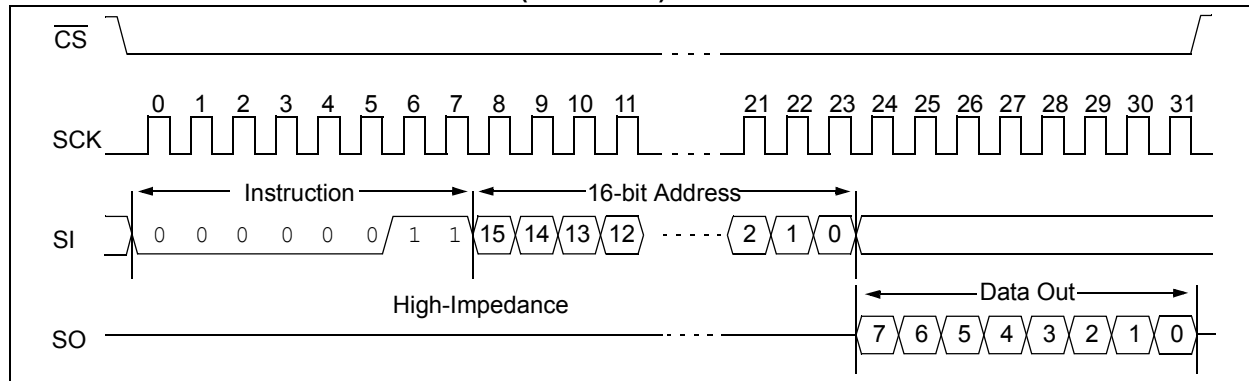 CS
0 1 2 3 4 5 6 7 8 9 10 11 21 22 23 24 25 26 27 28 29 30 31
SCK
Instruction 16-bit Address
SI 0 0 0 0 0 0 1 1 15 14 13 12 2 1 0
High-Impedance Data Out
SO 7 6 5 4 3 2 1 0